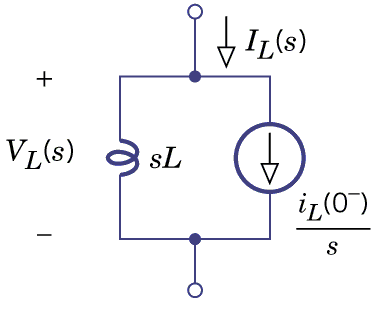 I_L(s)
+
V_L(s)
sL
i_L(0⁻)
s
−